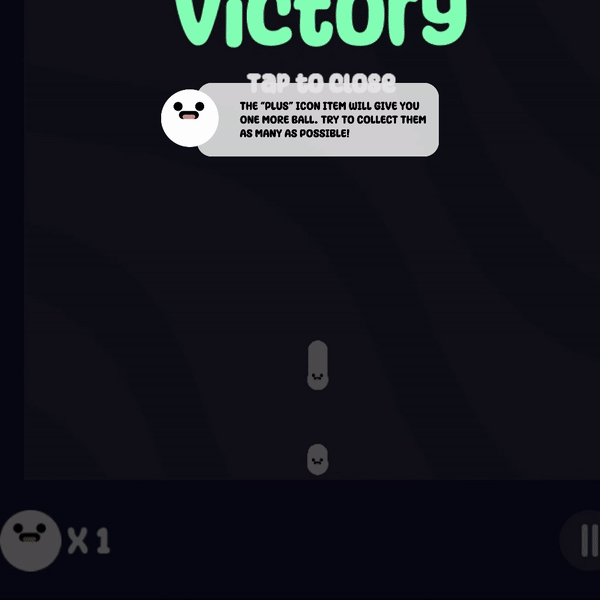 Victory
Tap to Close
THE "PLUS" ICON ITEM WILL GIVE YOU
ONE MORE BALL. TRY TO COLLECT THEM
AS MANY AS POSSIBLE!
X 1